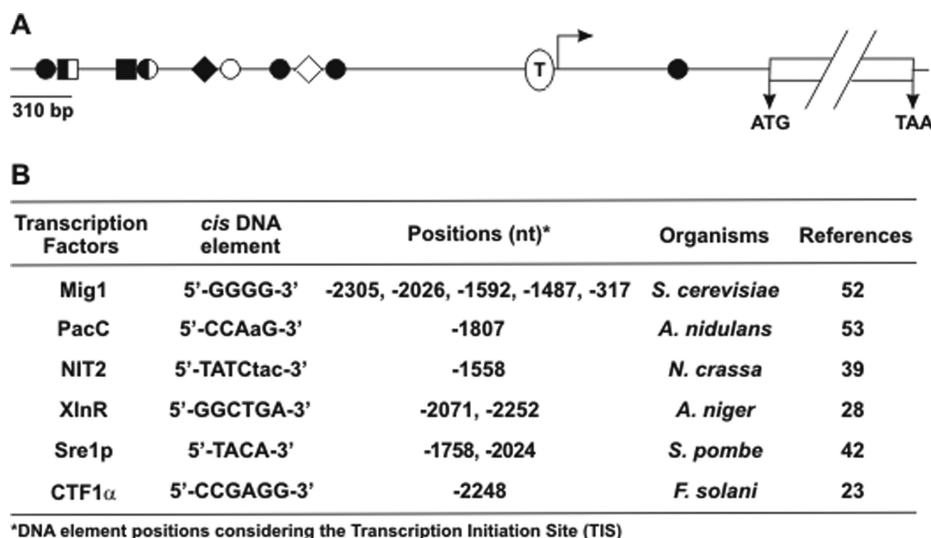 A
T
310 bp
ATG
TAA
B
Transcription Factors cis DNA element Positions (nt)* Organisms References
Mig1 5’-GGGG-3’ -2305, -2026, -1592, -1487, -317 S. cerevisiae 52
PacC 5’-CCAaG-3’ -1807 A. nidulans 53
NIT2 5’-TATCtac-3’ -1558 N. crassa 39
XlnR 5’-GGCTGA-3’ -2071, -2252 A. niger 28
Sre1p 5’-TACA-3’ -1758, -2024 S. pombe 42
CTF1α 5’-CCGAGG-3’ -2248 F. solani 23
*DNA element positions considering the Transcription Initiation Site (TIS)